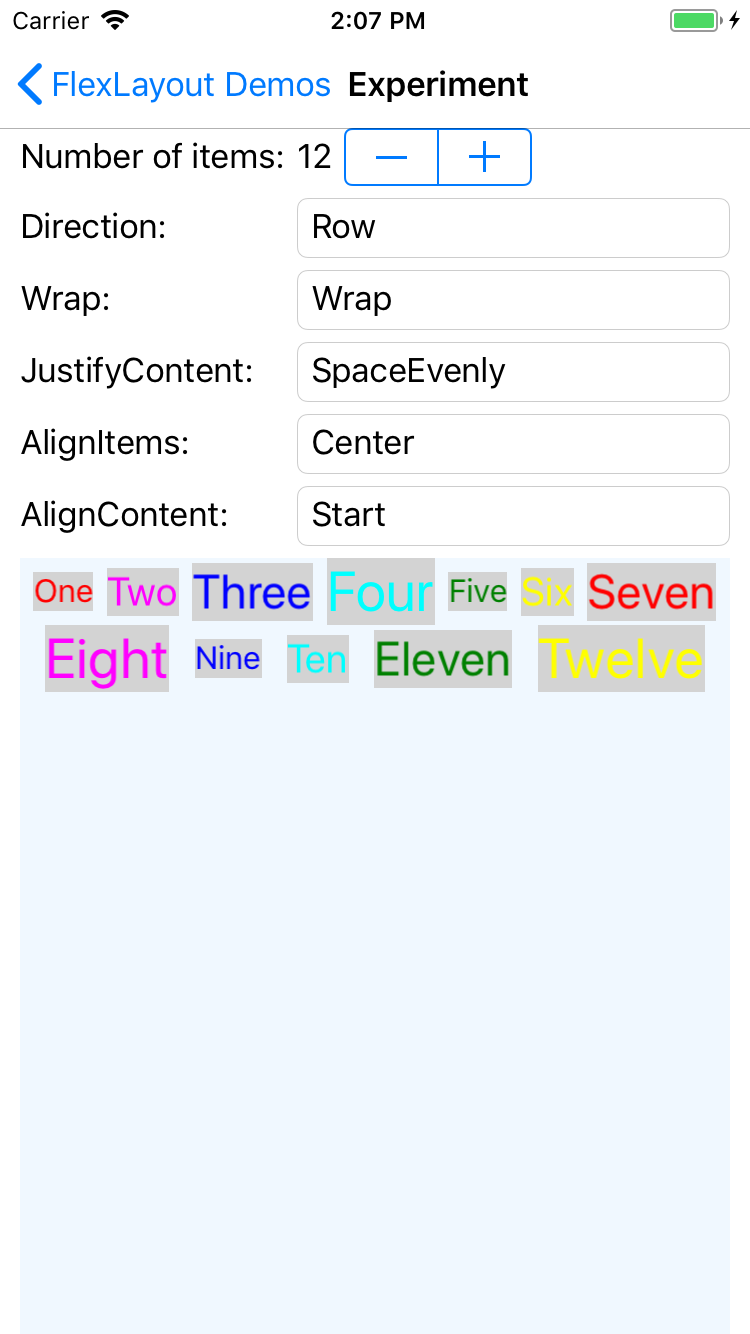 Carrier 2:07 PM
FlexLayout Demos Experiment
Number of items: 12 − +
Direction: Row
Wrap: Wrap
JustifyContent: SpaceEvenly
AlignItems: Center
AlignContent: Start
One Two Three Four Five Six Seven
Eight Nine Ten Eleven Twelve